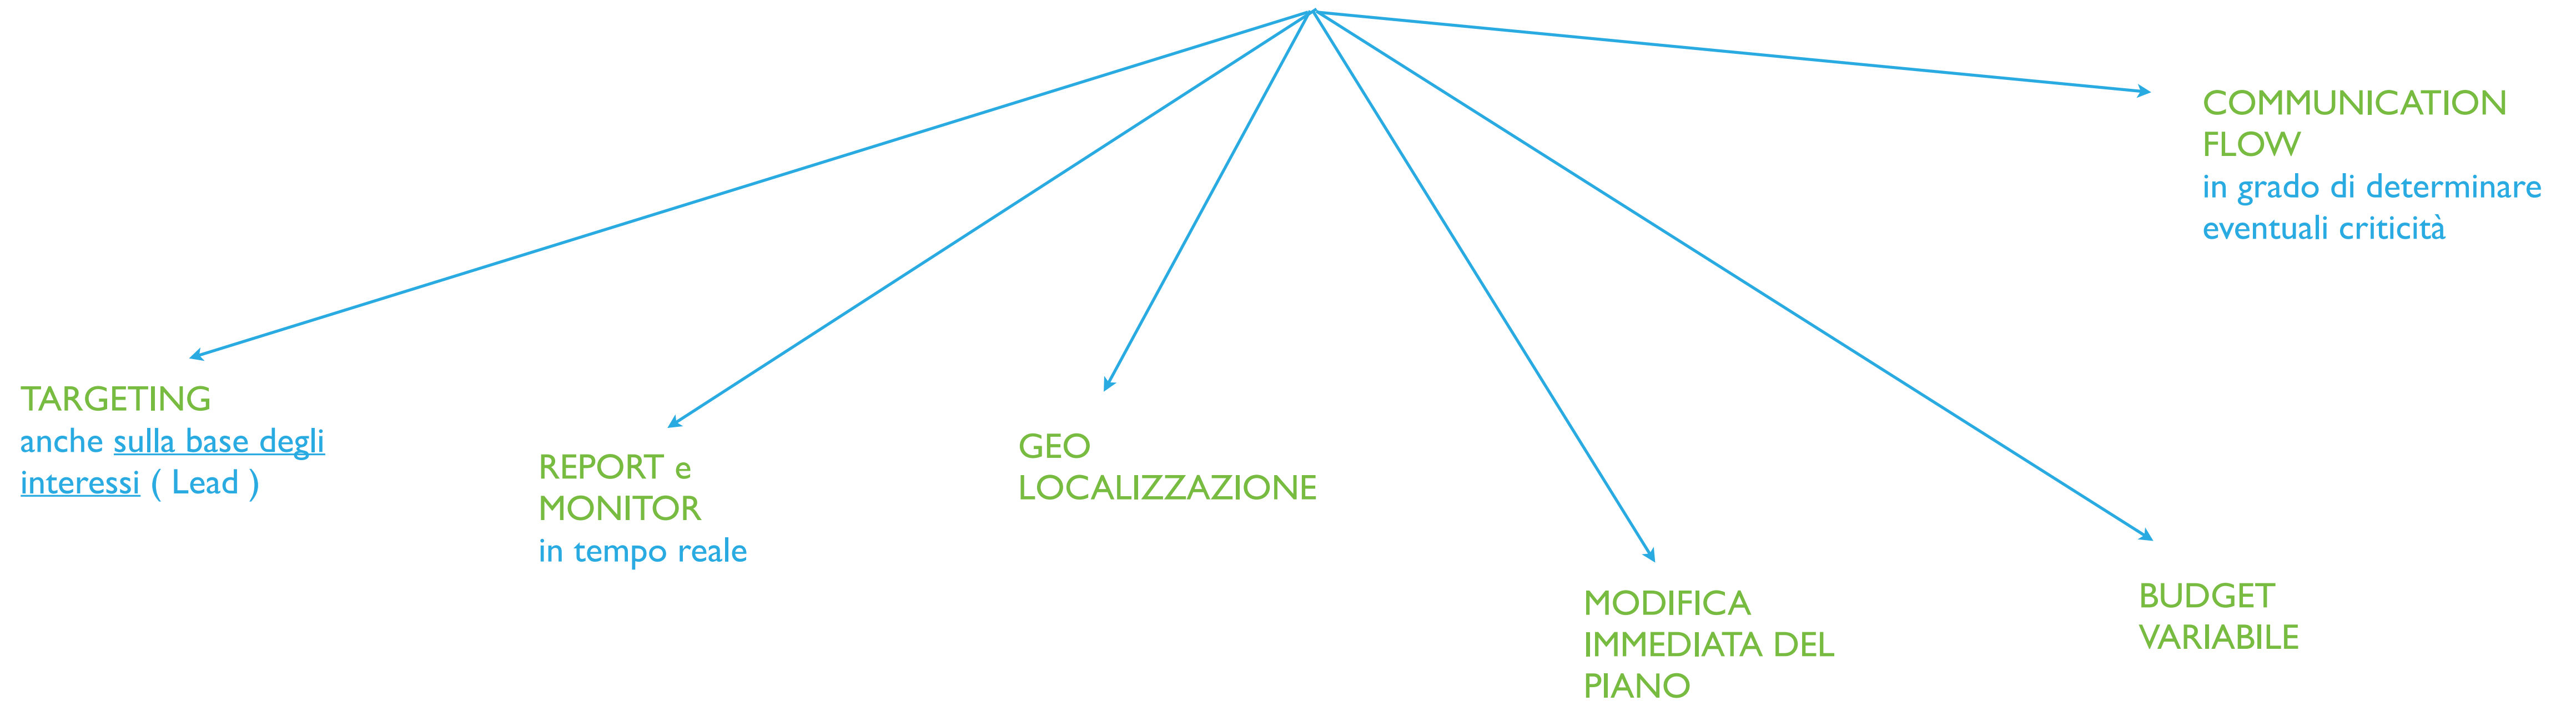 TARGETING
anche sulla base degli
interessi ( Lead )
REPORT e
MONITOR
in tempo reale
GEO
LOCALIZZAZIONE
MODIFICA
IMMEDIATA DEL
PIANO
BUDGET
VARIABILE
COMMUNICATION
FLOW
in grado di determinare
eventuali criticità